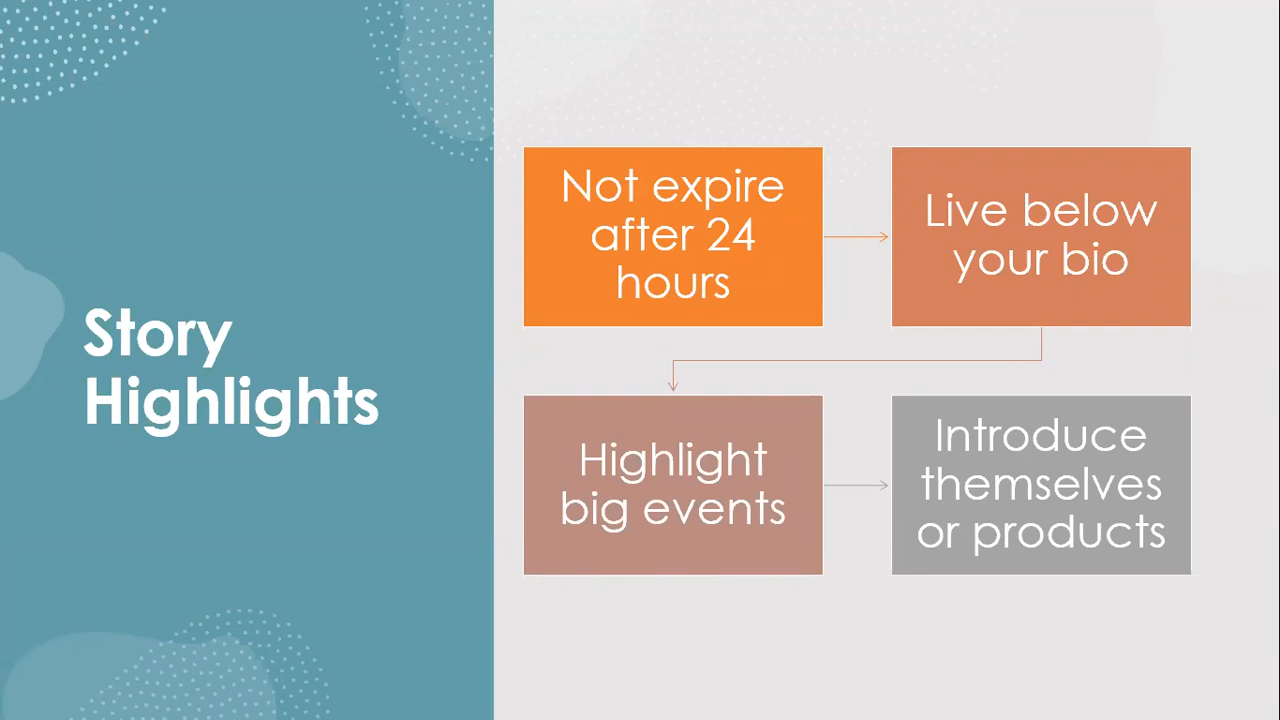 Story
Highlights
Not expire
after 24
hours
Live below
your bio
Highlight
big events
Introduce
themselves
or products